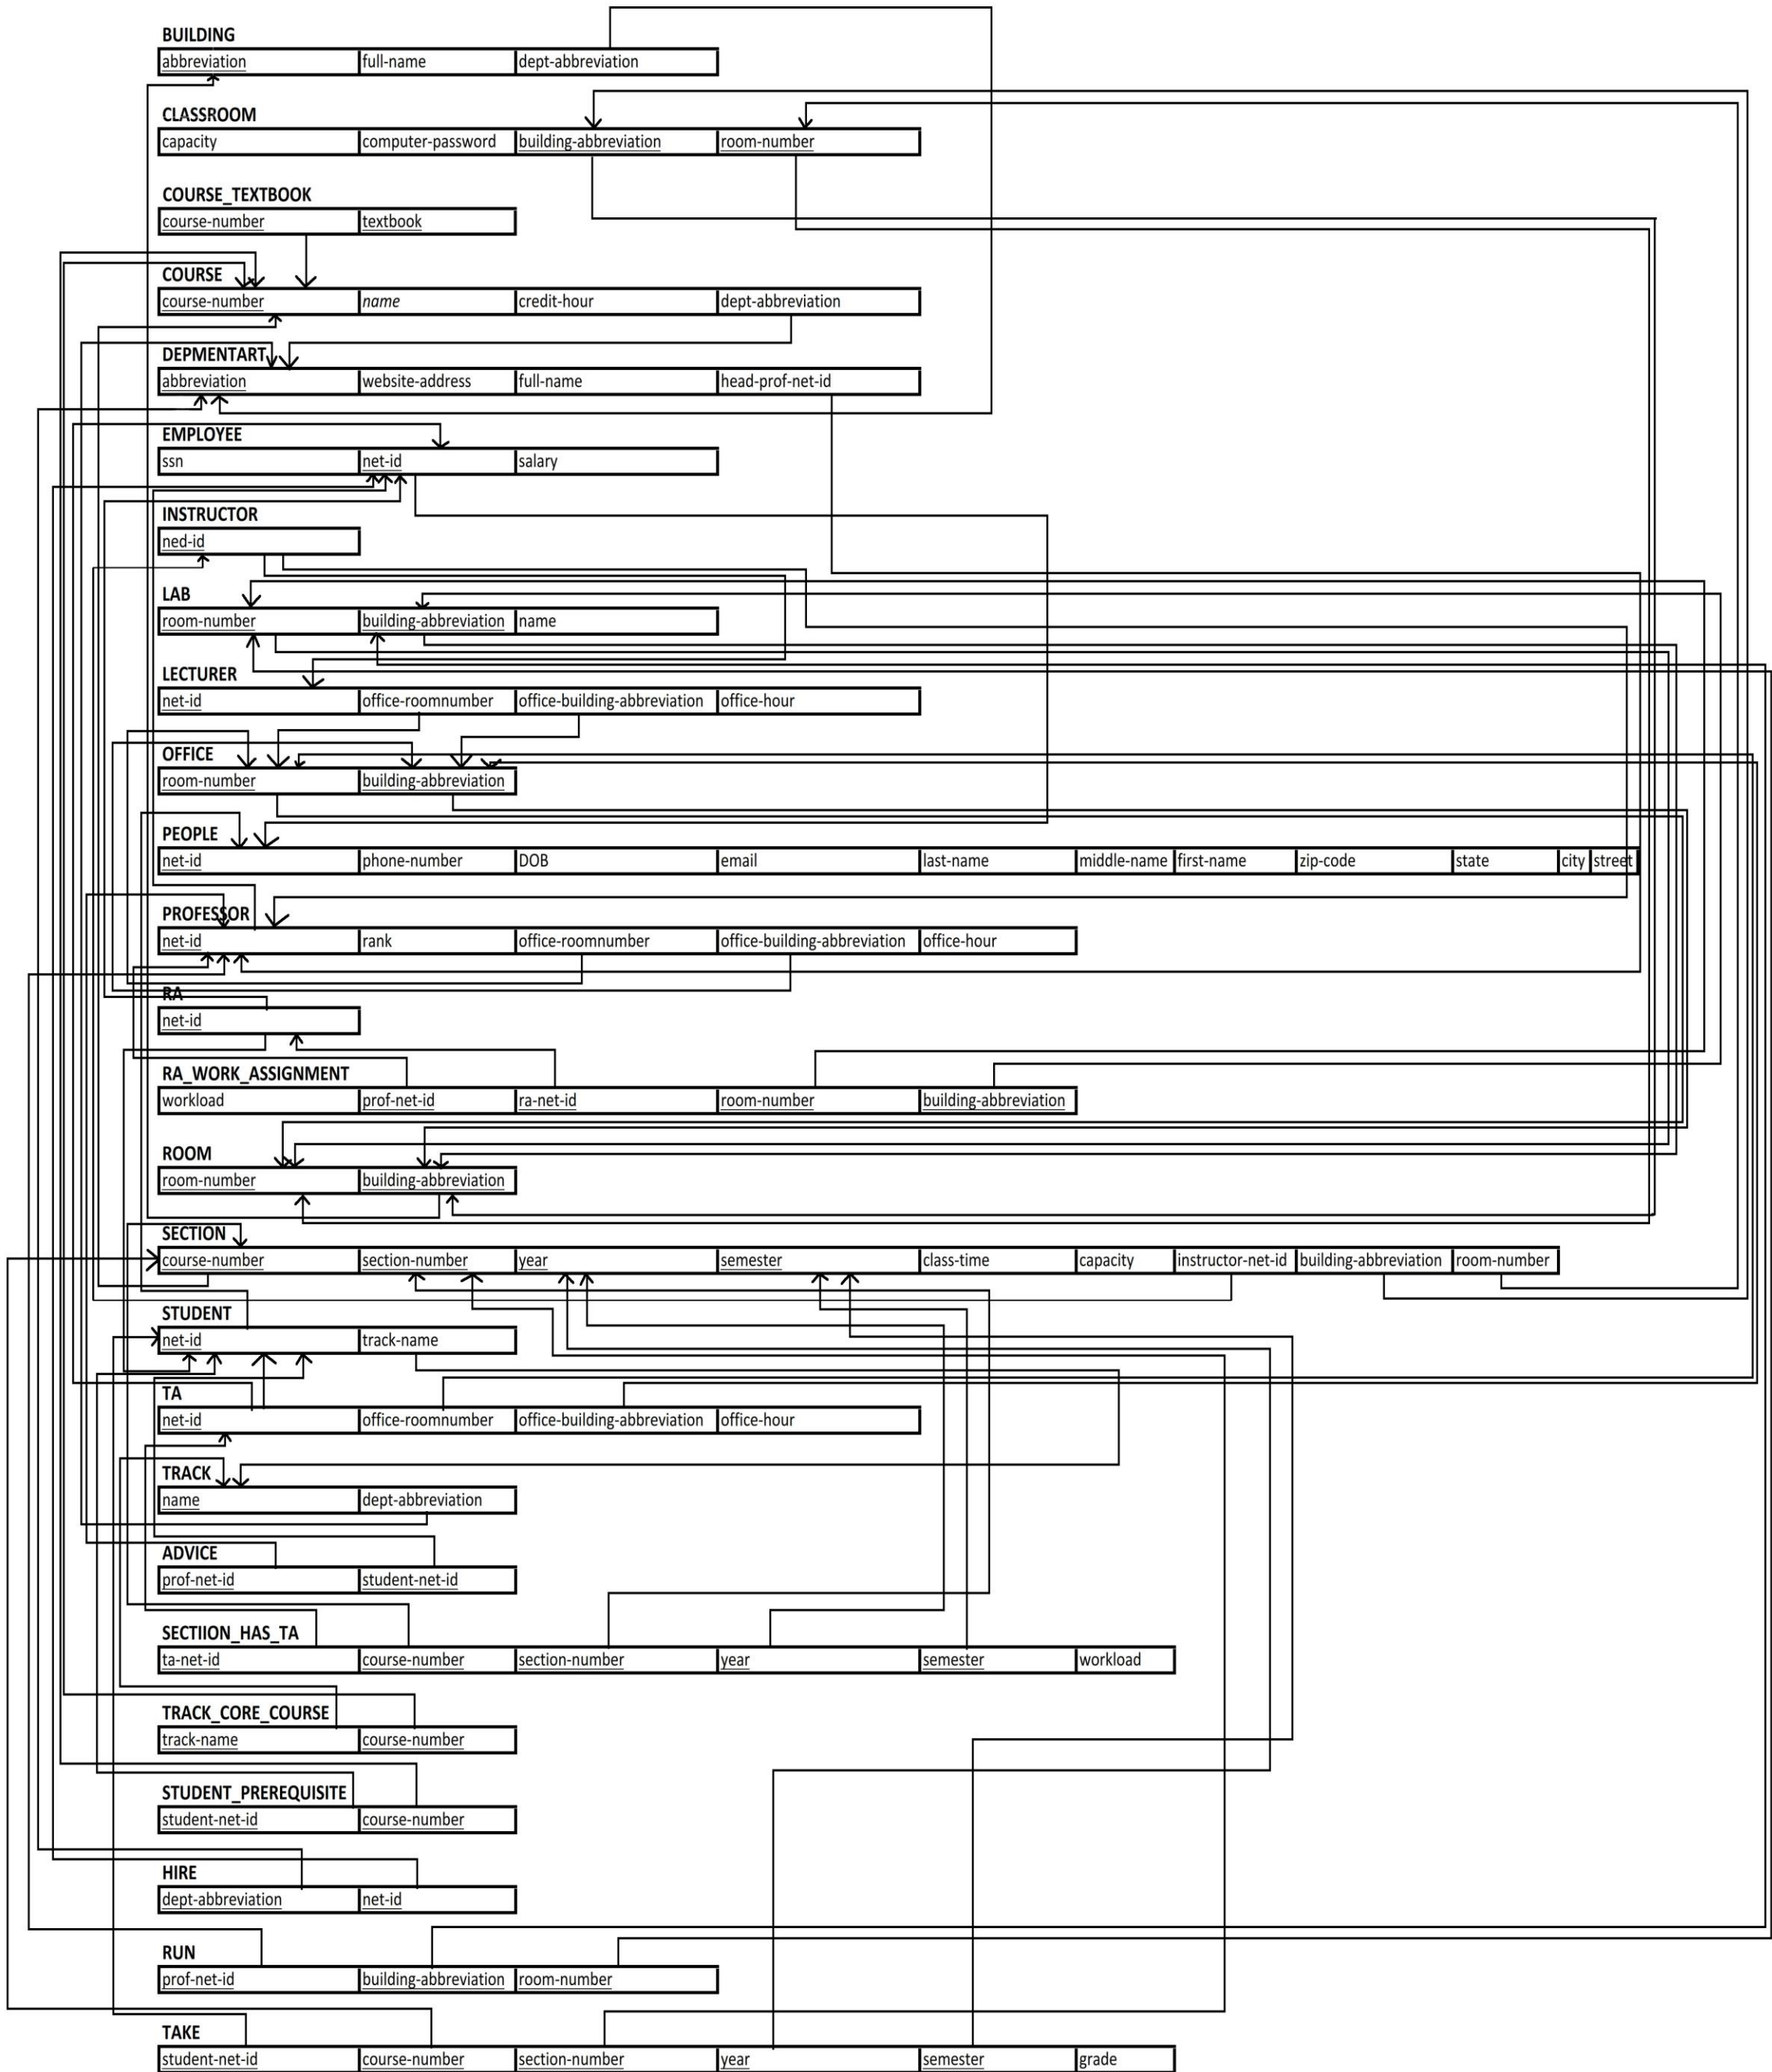 BUILDING
abbreviation full-name dept-abbreviation
CLASSROOM
capacity computer-password building-abbreviation room-number
COURSE_TEXTBOOK
course-number textbook
COURSE
course-number name credit-hour dept-abbreviation
DEPMENTART
abbreviation website-address full-name head-prof-net-id
EMPLOYEE
ssn net-id salary
INSTRUCTOR
ned-id
LAB
room-number building-abbreviation name
LECTURER
net-id office-roomnumber office-building-abbreviation office-hour
OFFICE
room-number building-abbreviation
PEOPLE
net-id phone-number DOB email last-name middle-name first-name zip-code state city street
PROFESSOR
net-id rank office-roomnumber office-building-abbreviation office-hour
RA
net-id
RA_WORK_ASSIGNMENT
workload prof-net-id ra-net-id room-number building-abbreviation
ROOM
room-number building-abbreviation
SECTION
course-number section-number year semester class-time capacity instructor-net-id building-abbreviation room-number
STUDENT
net-id track-name
TA
net-id office-roomnumber office-building-abbreviation office-hour
TRACK
name dept-abbreviation
ADVICE
prof-net-id student-net-id
SECTIION_HAS_TA
ta-net-id course-number section-number year semester workload
TRACK_CORE_COURSE
track-name course-number
STUDENT_PREREQUISITE
student-net-id course-number
HIRE
dept-abbreviation net-id
RUN
prof-net-id building-abbreviation room-number
TAKE
student-net-id course-number section-number year semester grade